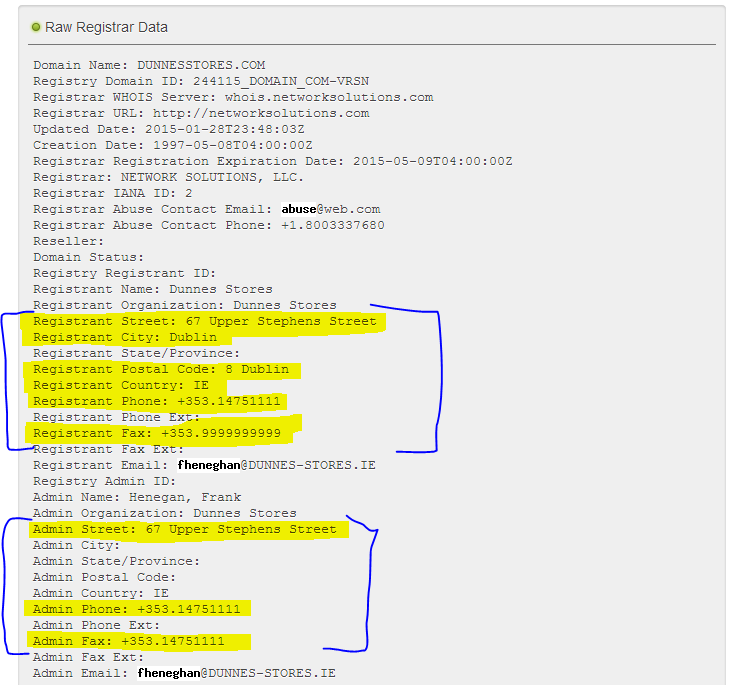 Raw Registrar Data
Domain Name: DUNNESSTORES.COM
Registry Domain ID: 244115_DOMAIN_COM-VRSN
Registrar WHOIS Server: whois.networksolutions.com
Registrar URL: http://networksolutions.com
Updated Date: 2015-01-28T23:48:03Z
Creation Date: 1997-05-08T04:00:00Z
Registrar Registration Expiration Date: 2015-05-09T04:00:00Z
Registrar: NETWORK SOLUTIONS, LLC.
Registrar IANA ID: 2
Registrar Abuse Contact Email: abuse@web.com
Registrar Abuse Contact Phone: +1.8003337680
Reseller:
Domain Status:
Registry Registrant ID:
Registrant Name: Dunnes Stores
Registrant Organization: Dunnes Stores
Registrant Street: 67 Upper Stephens Street
Registrant City: Dublin
Registrant State/Province:
Registrant Postal Code: 8 Dublin
Registrant Country: IE
Registrant Phone: +353.14751111
Registrant Phone Ext:
Registrant Fax: +353.9999999999
Registrant Fax Ext:
Registrant Email: fheneghan@DUNNES-STORES.IE
Registry Admin ID:
Admin Name: Henegan, Frank
Admin Organization: Dunnes Stores
Admin Street: 67 Upper Stephens Street
Admin City:
Admin State/Province:
Admin Postal Code:
Admin Country: IE
Admin Phone: +353.14751111
Admin Phone Ext:
Admin Fax: +353.14751111
Admin Fax Ext:
Admin Email: fheneghan@DUNNES-STORES.IE